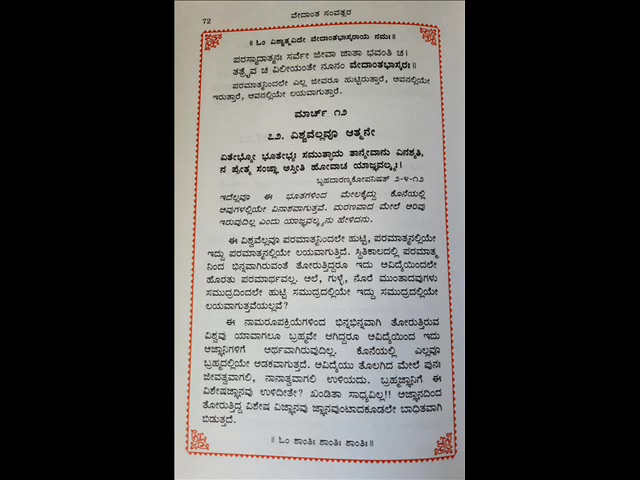 72
ವೇದಾಂತ ಸಂವತ್ಸರ
॥ ಓಂ ವಿಶ್ವಾತ್ಮವಿದೇ ವೇದಾಂತಭಾಸ್ಕರಾಯ ನಮಃ ॥
ಪರಸ್ಮಾದಾತ್ಮನಃ ಸರ್ವೇ ಜೀವಾ ಜಾತಾ ಭವಂತಿ ಚ।
ತತ್ರೈವ ಚ ವಿಲೀಯಂತೇ ನೂನಂ ವೇದಾಂತಭಾಸ್ಕರಃ॥
ಪರಮಾತ್ಮನಿಂದಲೇ ಎಲ್ಲ ಜೀವರೂ ಹುಟ್ಟಿರುತ್ತಾರೆ, ಅವನಲ್ಲಿಯೇ
ಇರುತ್ತಾರೆ, ಅವನಲ್ಲಿಯೇ ಲಯವಾಗುತ್ತಾರೆ.
ಮಾರ್ಚ್ ೧೨
೭೨. ವಿಶ್ವವೆಲ್ಲವೂ ಆತ್ಮನೇ
ಏತೇಭ್ಯೋ ಭೂತೇಭ್ಯಃ ಸಮುತ್ಥಾಯ ತಾನ್ಯೇವಾನು ವಿನಶ್ಯತಿ,
ನ ಪ್ರೇತ್ಯ ಸಂಜ್ಞಾ ಅಸ್ತೀತಿ ಹೋವಾಚ ಯಾಜ್ಞವಲ್ಕ್ಯಃ।
ಬೃಹದಾರಣ್ಯಕೋಪನಿಷತ್ ೨-೪-೧೨
ಇದೆಲ್ಲವೂ ಈ ಭೂತಗಳಿಂದ ಮೇಲಕ್ಕೆದ್ದು ಕೊನೆಯಲ್ಲಿ
ಅವುಗಳಲ್ಲಿಯೇ ವಿನಾಶವಾಗುತ್ತವೆ. ಮರಣವಾದ ಮೇಲೆ ಅರಿವು
ಇರುವುದಿಲ್ಲ ಎಂದು ಯಾಜ್ಞವಲ್ಕ್ಯನು ಹೇಳಿದನು.
ಈ ವಿಶ್ವವೆಲ್ಲವೂ ಪರಮಾತ್ಮನಿಂದಲೇ ಹುಟ್ಟಿ, ಪರಮಾತ್ಮನಲ್ಲಿಯೇ
ಇದ್ದು ಪರಮಾತ್ಮನಲ್ಲಿಯೇ ಲಯವಾಗುತ್ತಿದೆ. ಸ್ಥಿತಿಕಾಲದಲ್ಲಿ ಪರಮಾತ್ಮ
ನಿಂದ ಭಿನ್ನವಾಗಿರುವಂತೆ ತೋರುತ್ತಿದ್ದರೂ ಇದು ಅವಿದ್ಯೆಯಿಂದಲೇ
ಹೊರತು ಪರಮಾರ್ಥವಲ್ಲ. ಅಲೆ, ಗುಳ್ಳೆ, ನೊರೆ ಮುಂತಾದವುಗಳು
ಸಮುದ್ರದಿಂದಲೇ ಹುಟ್ಟಿ ಸಮುದ್ರದಲ್ಲಿಯೇ ಇದ್ದು ಸಮುದ್ರದಲ್ಲಿಯೇ
ಲಯವಾಗುತ್ತವೆಯಲ್ಲವೆ?
ಈ ನಾಮರೂಪಕ್ರಿಯೆಗಳಿಂದ ಭಿನ್ನಭಿನ್ನವಾಗಿ ತೋರುತ್ತಿರುವ
ವಿಶ್ವವು ಯಾವಾಗಲೂ ಬ್ರಹ್ಮವೇ ಆಗಿದ್ದರೂ ಅವಿದ್ಯೆಯಿಂದ ಇದು
ಅಜ್ಞಾನಿಗಳಿಗೆ ಅರ್ಥವಾಗಿರುವುದಿಲ್ಲ. ಕೊನೆಯಲ್ಲಿ ಎಲ್ಲವೂ
ಬ್ರಹ್ಮದಲ್ಲಿಯೇ ಅಡಕವಾಗುತ್ತದೆ. ಅವಿದ್ಯೆಯು ತೊಲಗಿದ ಮೇಲೆ ಪುನಃ
ಜೀವತ್ವವಾಗಲಿ, ನಾನಾತ್ವವಾಗಲಿ ಉಳಿಯದು. ಬ್ರಹ್ಮಜ್ಞಾನಿಗೆ ಈ
ವಿಶೇಷಜ್ಞಾನವು ಉಳಿದೀತೇ? ಖಂಡಿತಾ ಸಾಧ್ಯವಿಲ್ಲ!! ಅಜ್ಞಾನದಿಂದ
ತೋರುತ್ತಿದ್ದ ವಿಶೇಷ ವಿಜ್ಞಾನವು ಜ್ಞಾನವುಂಟಾದಕೂಡಲೇ ಬಾಧಿತವಾಗಿ
ಬಿಡುತ್ತದೆ.
॥ ಓಂ ಶಾಂತಿಃ ಶಾಂತಿಃ ಶಾಂತಿಃ ॥